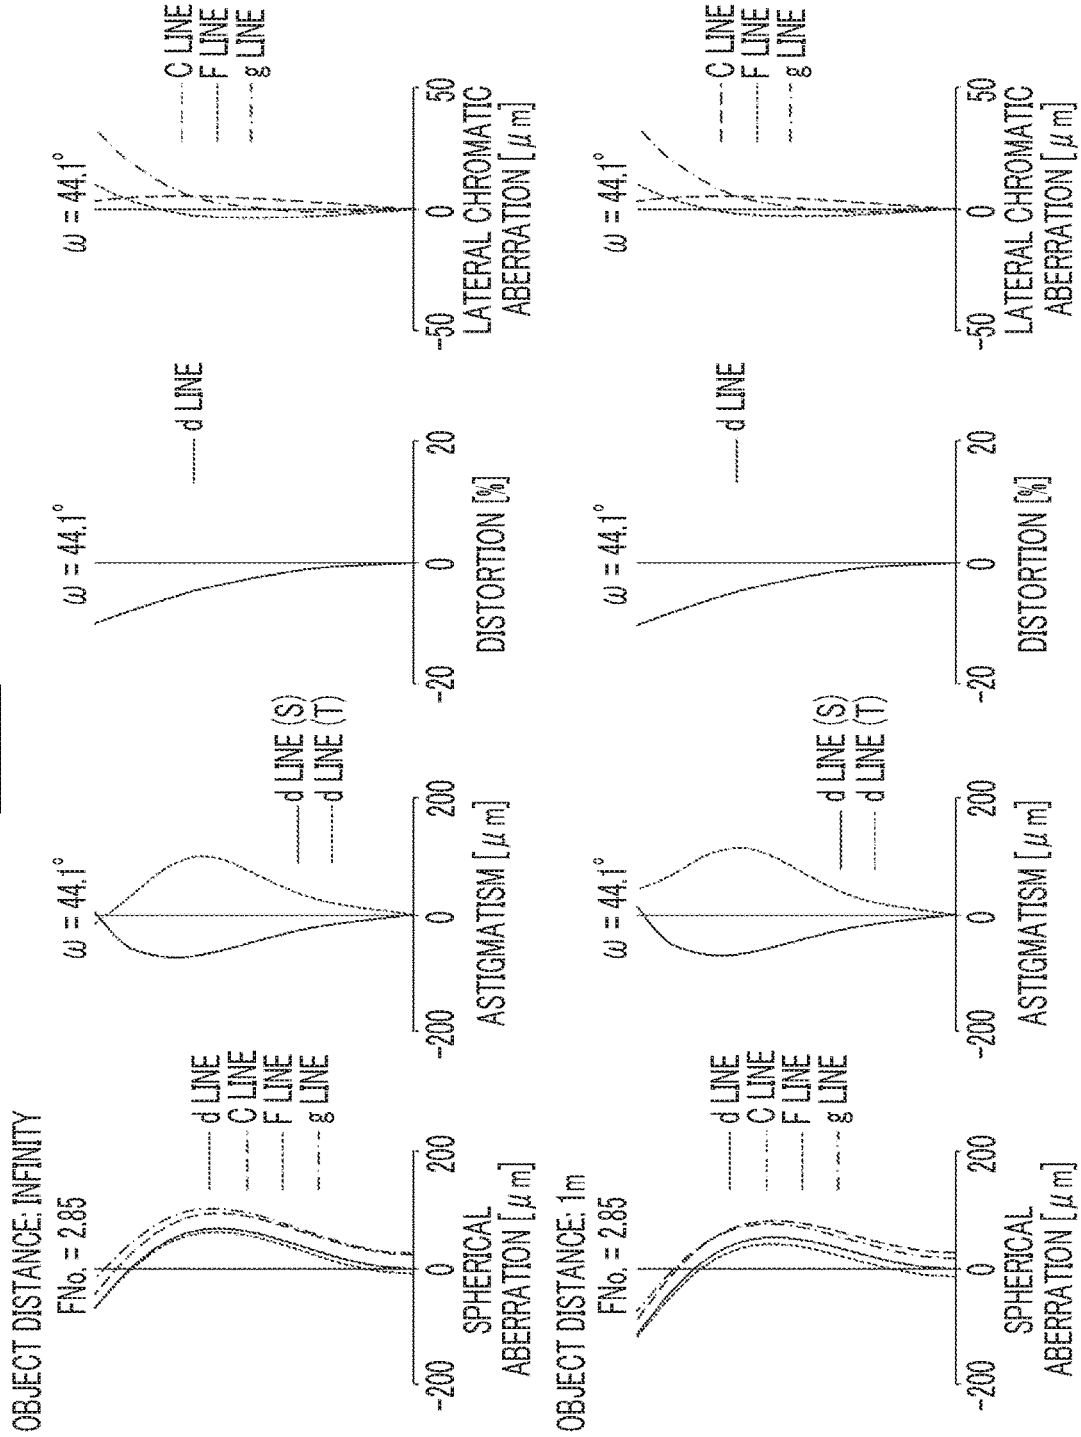 OBJECT DISTANCE: INFINITY
FNo. = 2.85
d LINE
C LINE
F LINE
g LINE
-200
0
200
SPHERICAL
ABERRATION [μm]
ω = 44.1°
d LINE (S)
d LINE (T)
-200
0
200
ASTIGMATISM [μm]
ω = 44.1°
d LINE
-20
0
20
DISTORTION [%]
ω = 44.1°
C LINE
F LINE
g LINE
-50
0
50
LATERAL CHROMATIC
ABERRATION [μm]
OBJECT DISTANCE: 1m
FNo. = 2.85
d LINE
C LINE
F LINE
g LINE
-200
0
200
SPHERICAL
ABERRATION [μm]
ω = 44.1°
d LINE (S)
d LINE (T)
-200
0
200
ASTIGMATISM [μm]
ω = 44.1°
d LINE
-20
0
20
DISTORTION [%]
ω = 44.1°
C LINE
F LINE
g LINE
-50
0
50
LATERAL CHROMATIC
ABERRATION [μm]